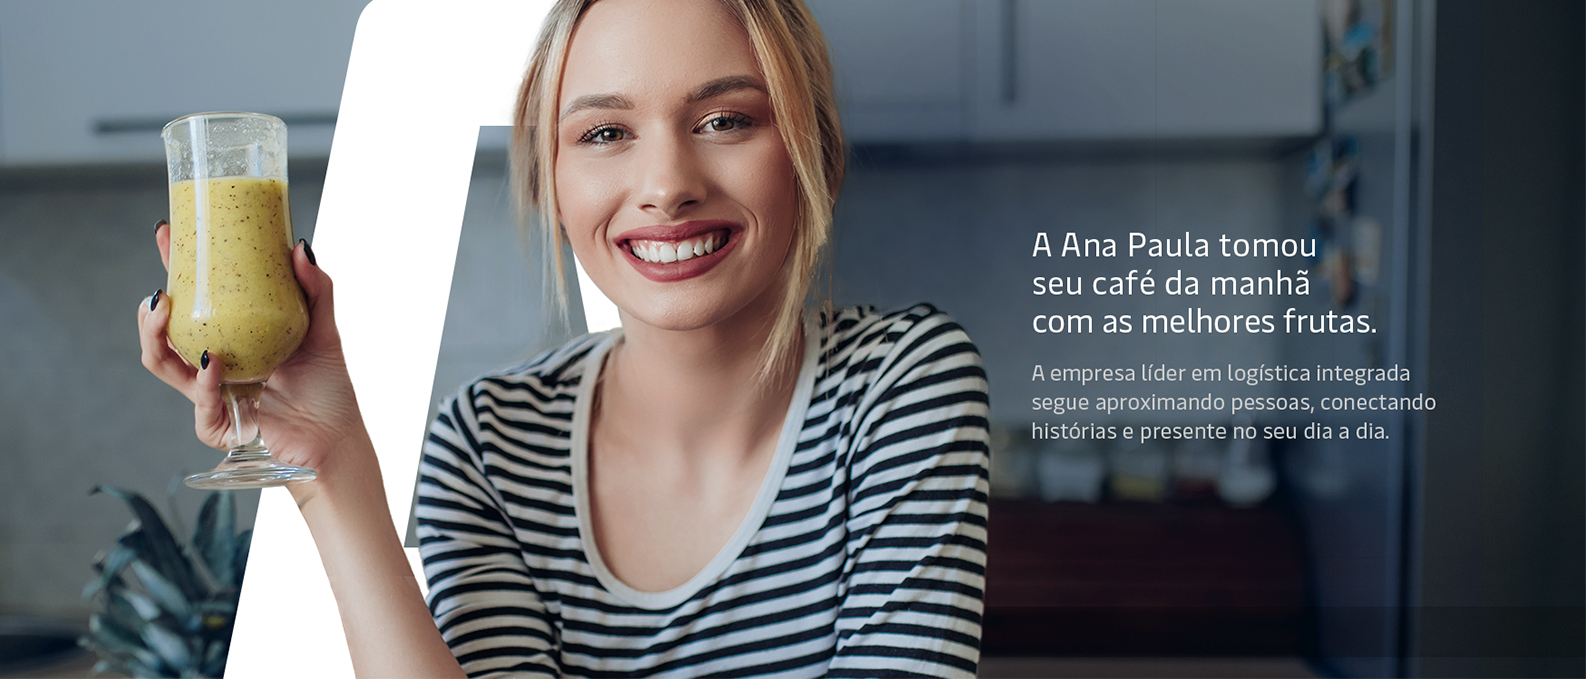 A Ana Paula tomou
seu café da manhã
com as melhores frutas.
A empresa líder em logística integrada
segue aproximando pessoas, conectando
histórias e presente no seu dia a dia.